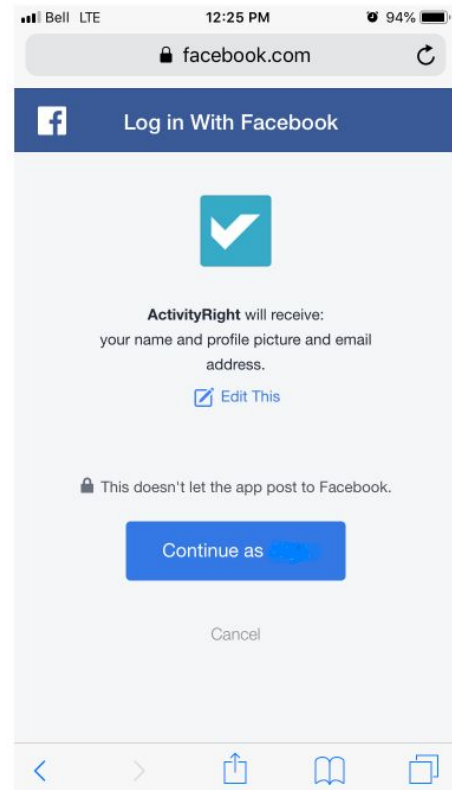 Bell LTE 12:25 PM 94%
facebook.com
f Log in With Facebook
ActivityRight will receive:
your name and profile picture and email
address.
Edit This
This doesn't let the app post to Facebook.
Continue as
Cancel